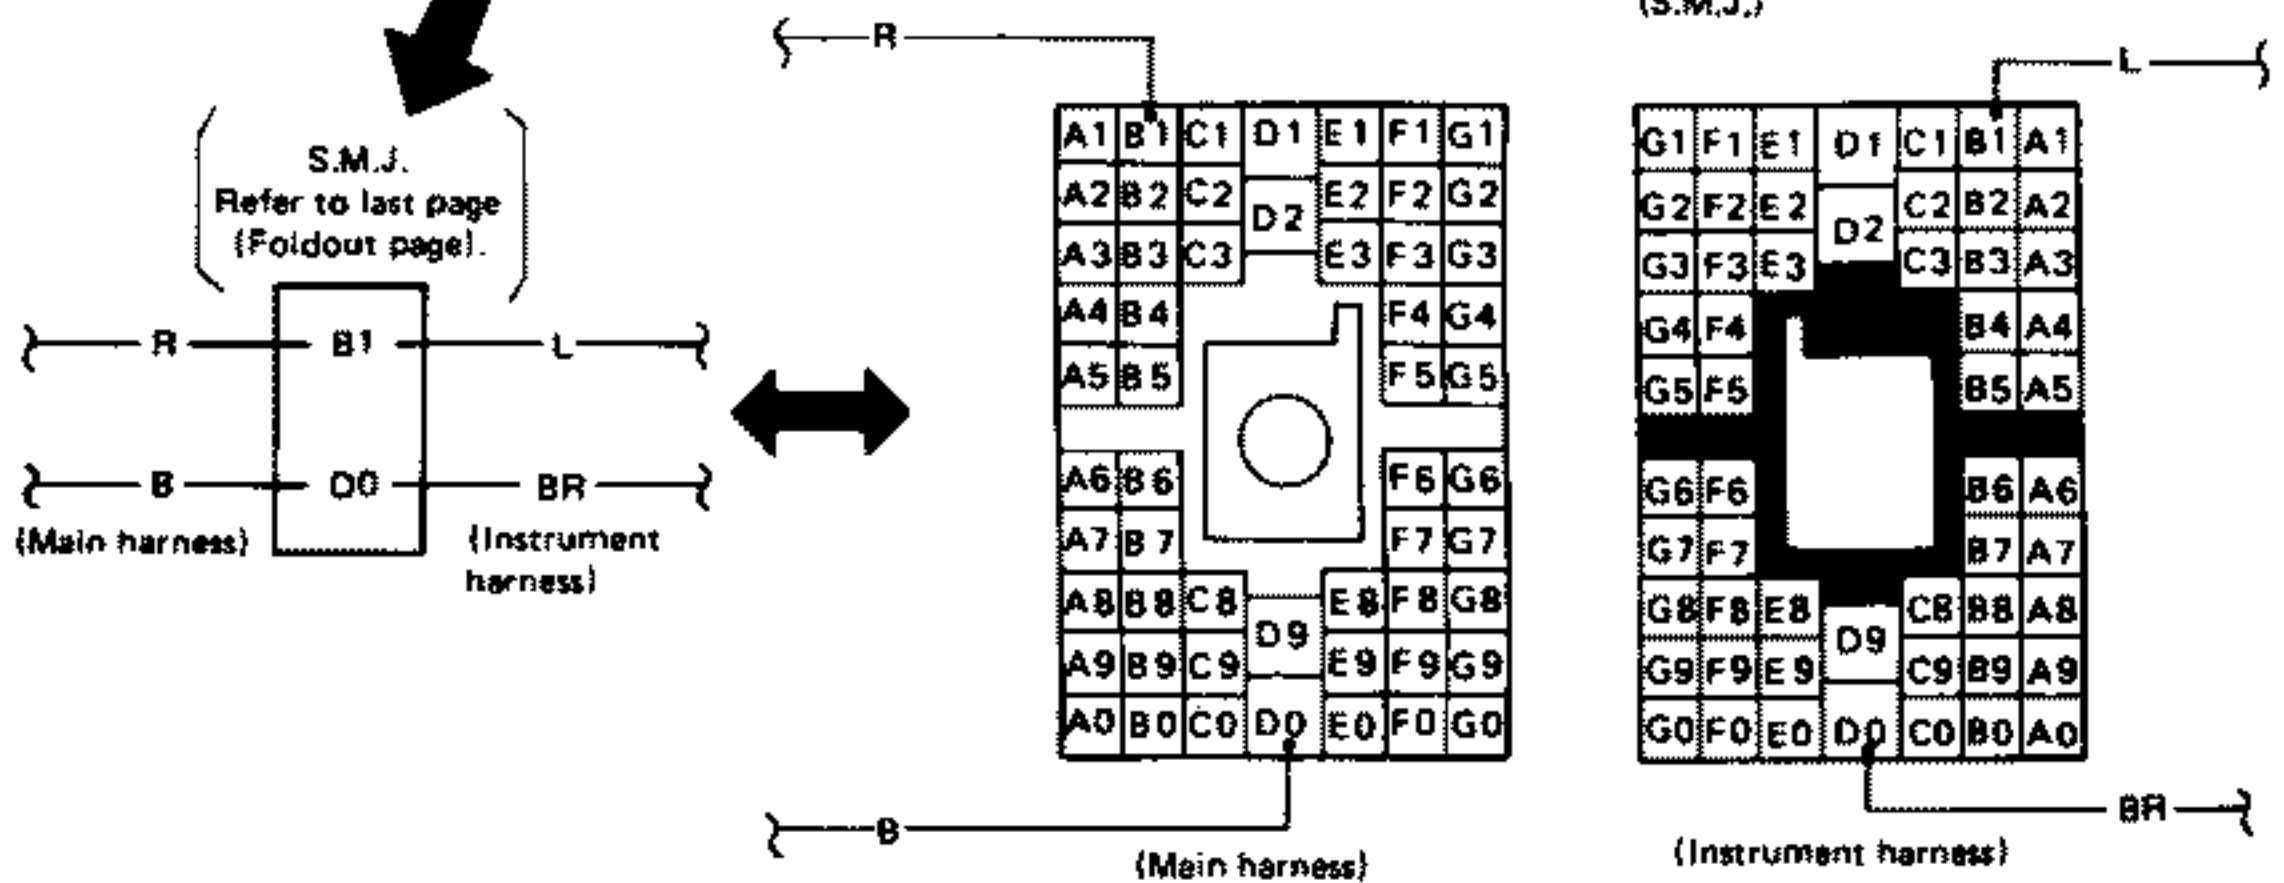 (S.M.J.)
S.M.J.
Refer to last page
(Foldout page).
R B1 L
B D0 BR
(Main harness)
(Instrument
harness)
R
A1 B1 C1 D1 E1 F1 G1
A2 B2 C2 D2 E2 F2 G2
A3 B3 C3 E3 F3 G3
A4 B4 F4 G4
A5 B5 F5 G5
A6 B6 F6 G6
A7 B7 F7 G7
A8 B8 C8 E8 F8 G8
D9
A9 B9 C9 E9 F9 G9
A0 B0 C0 D0 E0 F0 G0
B
(Main harness)
L
G1 F1 E1 D1 C1 B1 A1
G2 F2 E2 D2 C2 B2 A2
G3 F3 E3 C3 B3 A3
G4 F4 B4 A4
G5 F5 B5 A5
G6 F6 B6 A6
G7 F7 B7 A7
G8 F8 E8 C8 B8 A8
D9
G9 F9 E9 C9 B9 A9
G0 F0 E0 D0 C0 B0 A0
BR
(Instrument harness)